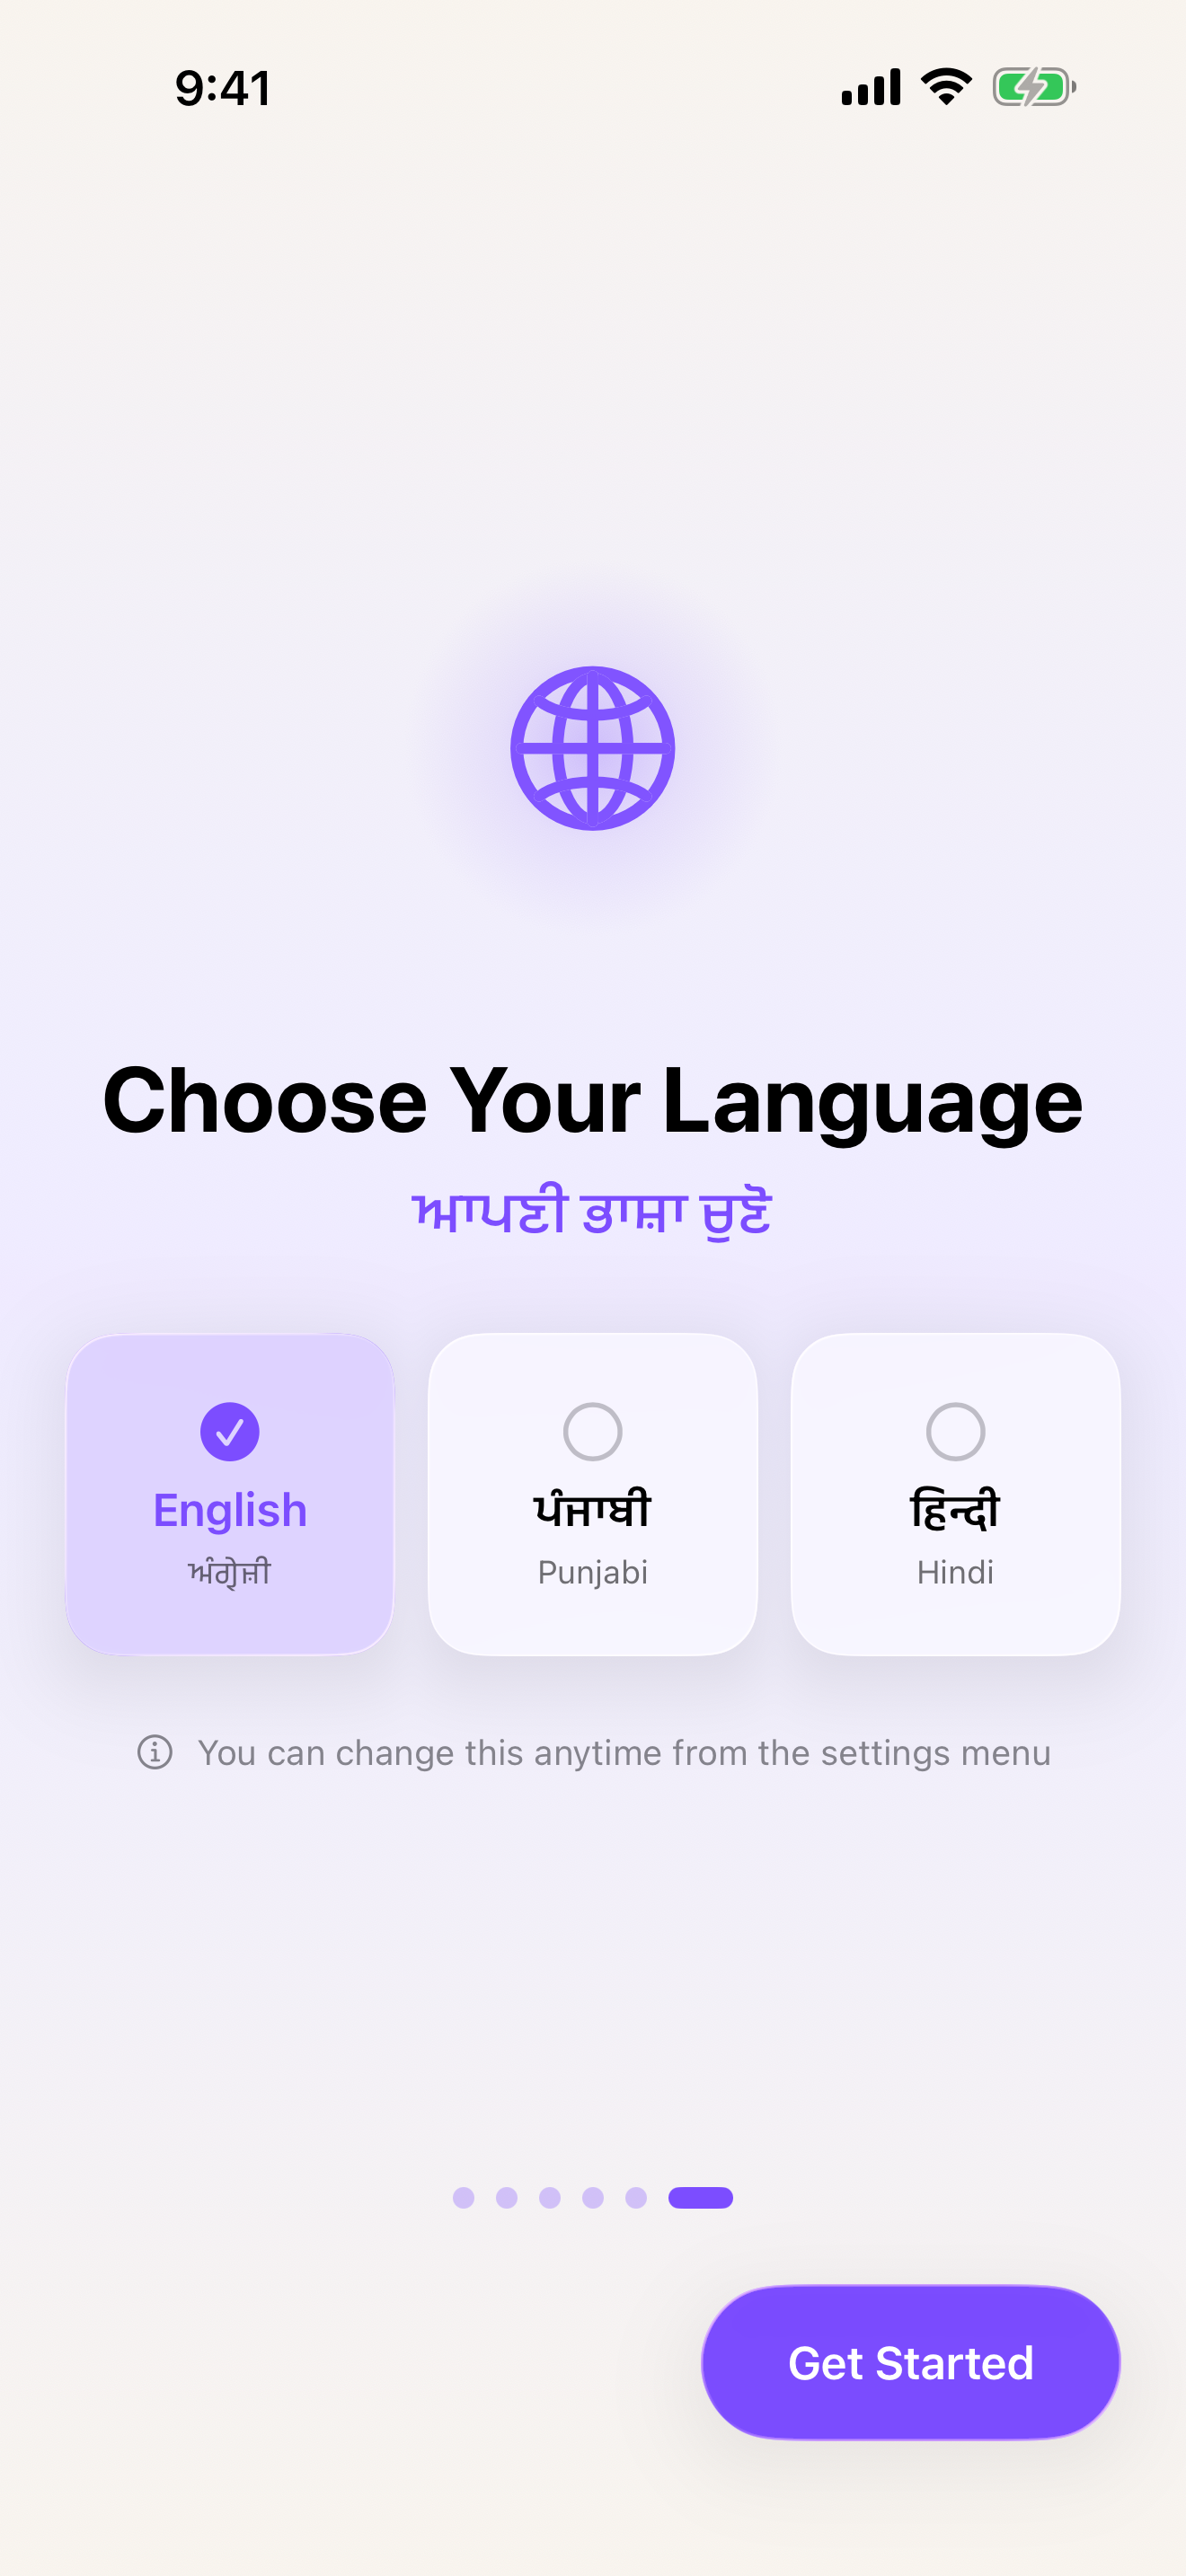 9:41
Choose Your Language
ਆਪਣੀ ਭਾਸ਼ਾ ਚੁਣੋ
English
ਅੰਗ੍ਰੇਜ਼ੀ
ਪੰਜਾਬੀ
Punjabi
हिन्दी
Hindi
You can change this anytime from the settings menu
Get Started